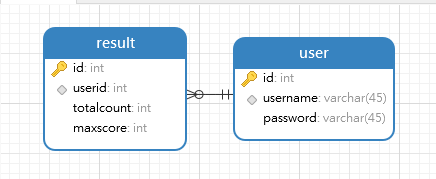 result
id: int
userid: int
totalcount: int
maxscore: int
user
id: int
username: varchar(45)
password: varchar(45)